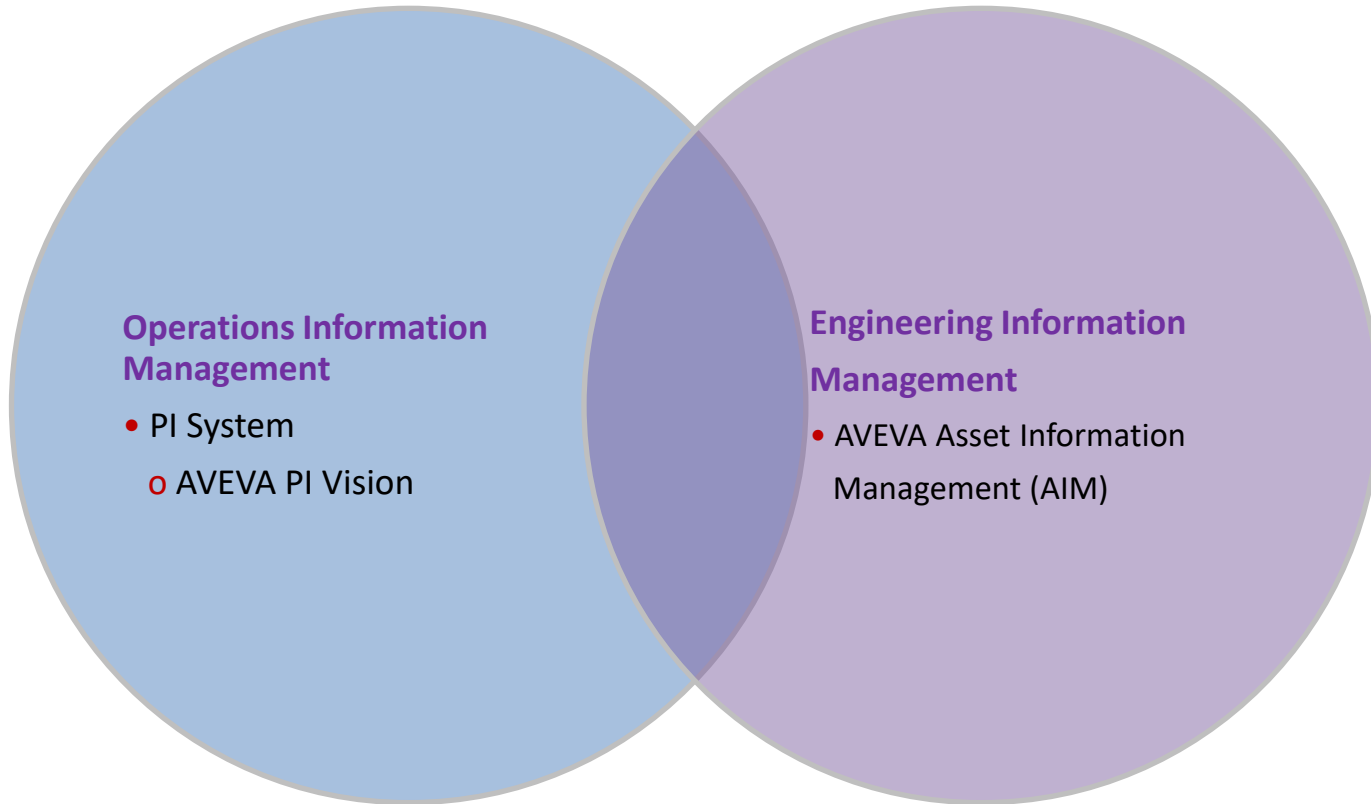 Operations Information
Management
• PI System
o AVEVA PI Vision
Engineering Information
Management
• AVEVA Asset Information
Management (AIM)